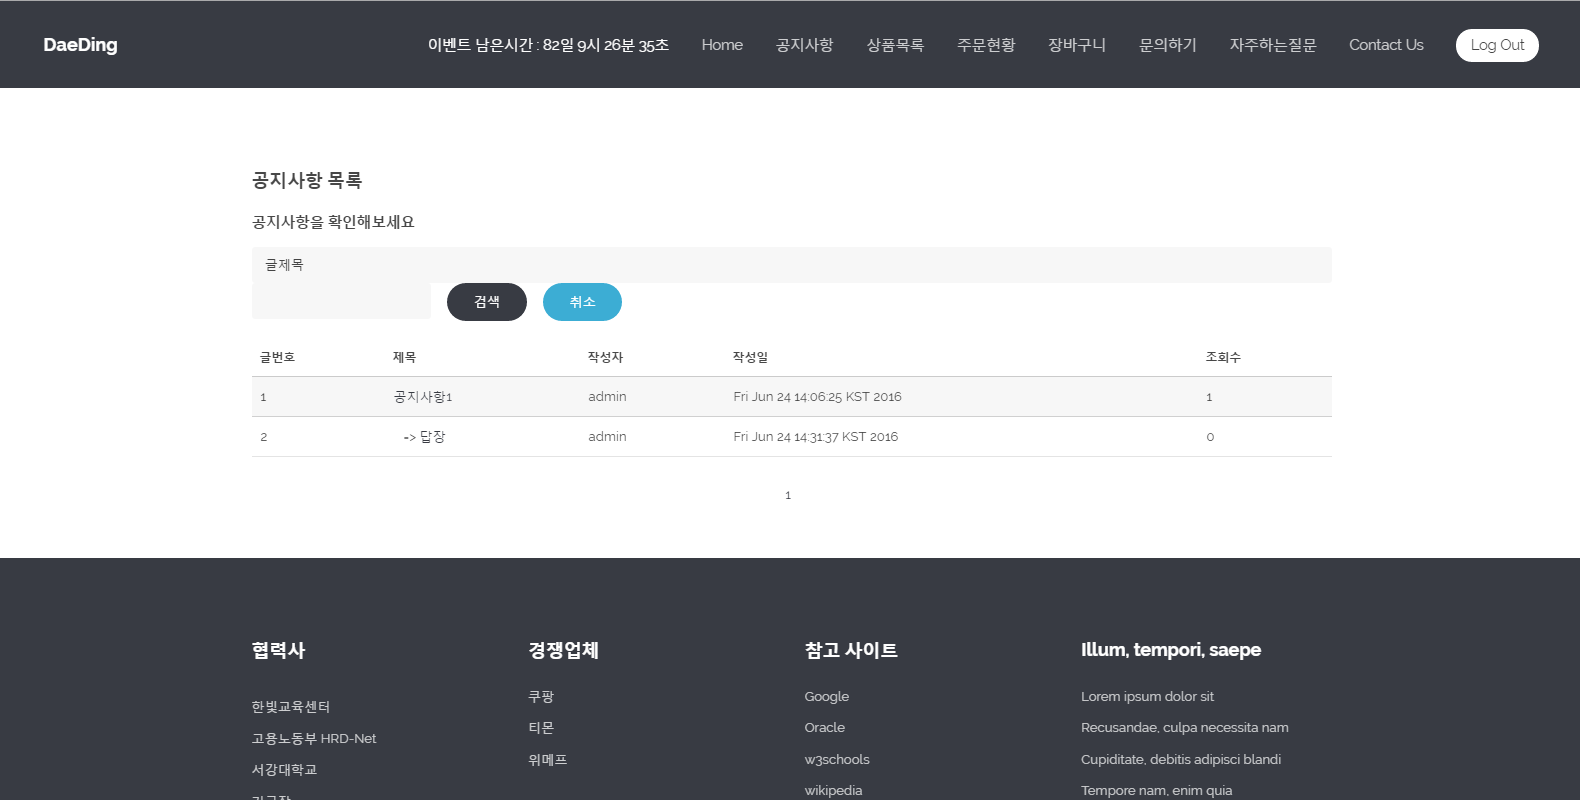 DaeDing
이벤트 남은시간 : 82일 9시 26분 35초 Home 공지사항 상품목록 주문현황 장바구니 문의하기 자주하는질문 Contact Us Log Out
공지사항 목록
공지사항을 확인해보세요
글제목
검색 취소
글번호 제목 작성자 작성일 조회수
1 공지사항1 admin Fri Jun 24 14:06:25 KST 2016 1
2 -> 답장 admin Fri Jun 24 14:31:37 KST 2016 0
1
협력사
한빛교육센터
고용노동부 HRD-Net
서강대학교
경쟁업체
쿠팡
티몬
위메프
참고 사이트
Google
Oracle
w3schools
wikipedia
Illum, tempori, saepe
Lorem ipsum dolor sit
Recusandae, culpa necessita nam
Cupiditate, debitis adipisci blandi
Tempore nam, enim quia